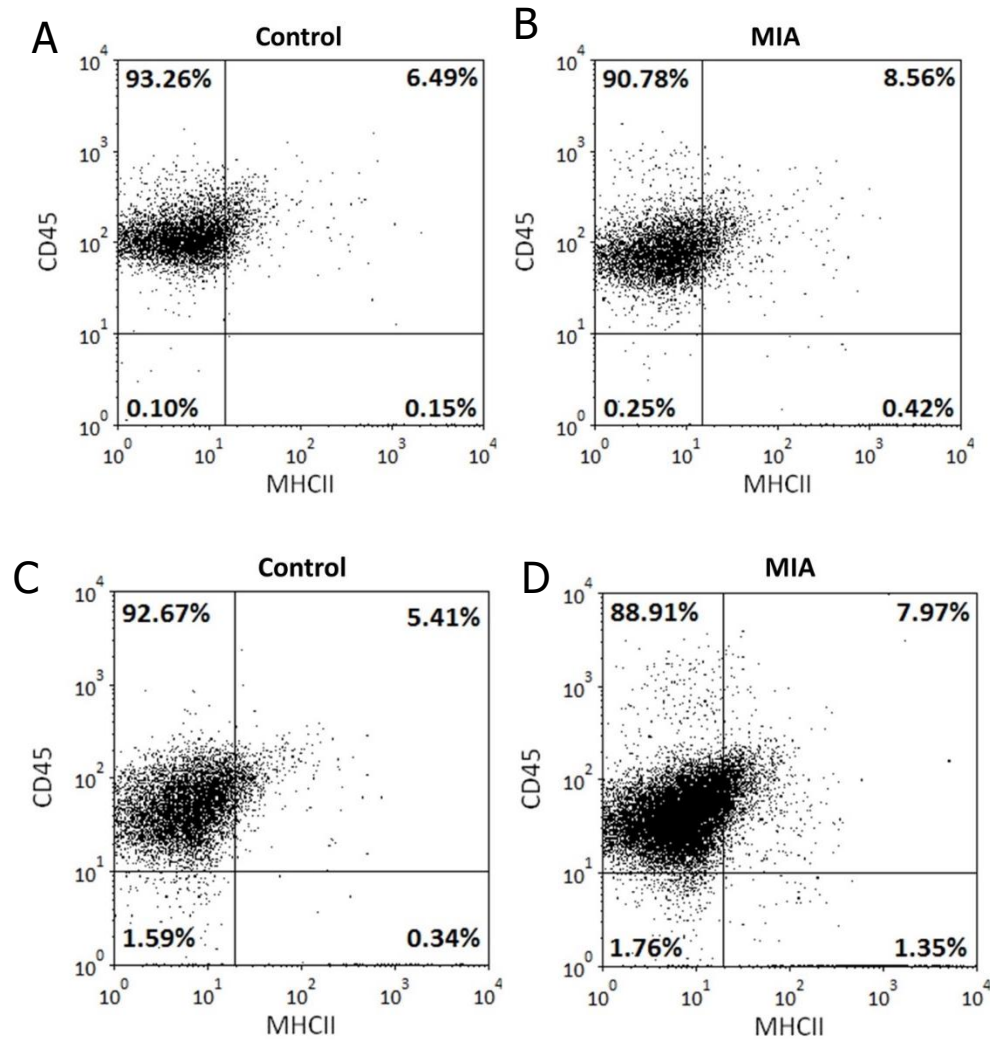 A
Control
B
MIA
10⁴
93.26%
6.49%
10³
CD45
10²
10¹
0.10%
0.15%
10⁰
10⁰ 10¹ 10² 10³ 10⁴
MHCII
10⁴
90.78%
8.56%
10³
CD45
10²
10¹
0.25%
0.42%
10⁰
10⁰ 10¹ 10² 10³ 10⁴
MHCII
C
Control
D
MIA
10⁴
92.67%
5.41%
10³
CD45
10²
10¹
1.59%
0.34%
10⁰
10⁰ 10¹ 10² 10³ 10⁴
MHCII
10⁴
88.91%
7.97%
10³
CD45
10²
10¹
1.76%
1.35%
10⁰
10⁰ 10¹ 10² 10³ 10⁴
MHCII